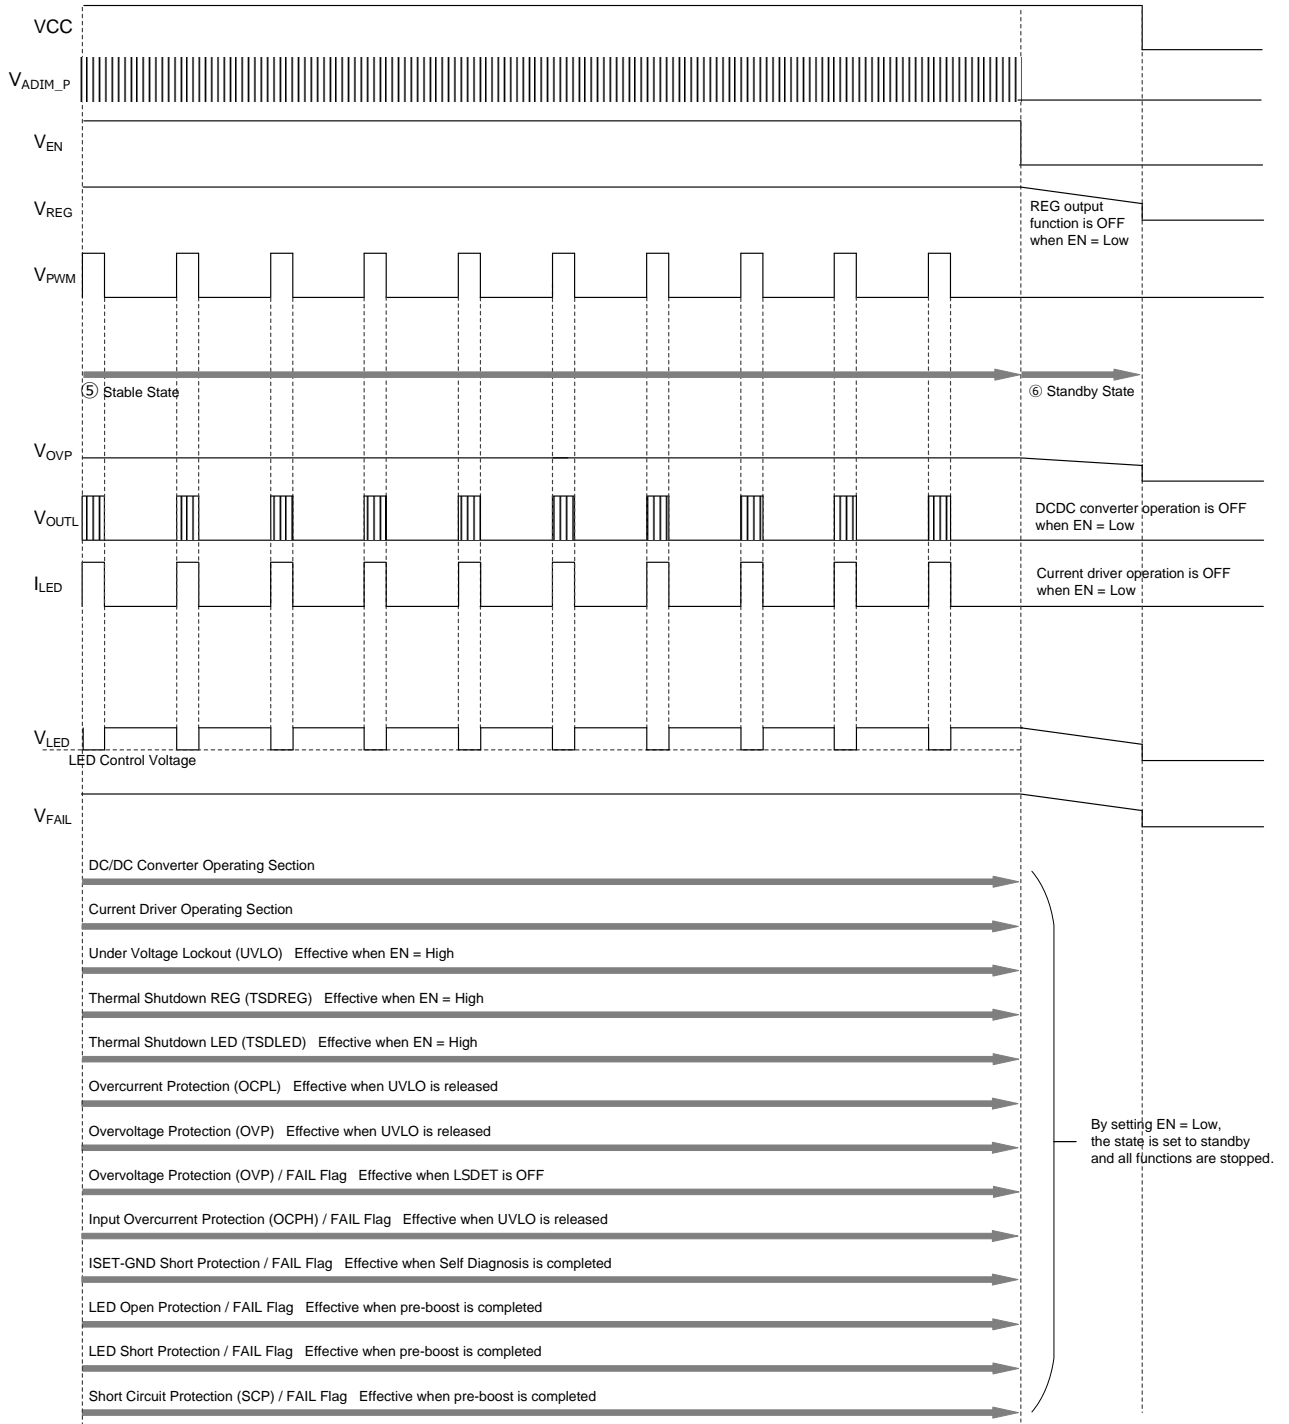 VCC
VADIM_P
VEN
VREG
REG output
function is OFF
when EN = Low
VPWM
⑤ Stable State
⑥ Standby State
VOVP
VOUTL
DCDC converter operation is OFF
when EN = Low
ILED
Current driver operation is OFF
when EN = Low
VLED
LED Control Voltage
VFAIL
DC/DC Converter Operating Section
Current Driver Operating Section
Under Voltage Lockout (UVLO) Effective when EN = High
Thermal Shutdown REG (TSDREG) Effective when EN = High
Thermal Shutdown LED (TSDLED) Effective when EN = High
Overcurrent Protection (OCPL) Effective when UVLO is released
Overvoltage Protection (OVP) Effective when UVLO is released
By setting EN = Low,
the state is set to standby
and all functions are stopped.
Overvoltage Protection (OVP) / FAIL Flag Effective when LSDET is OFF
Input Overcurrent Protection (OCPH) / FAIL Flag Effective when UVLO is released
ISET-GND Short Protection / FAIL Flag Effective when Self Diagnosis is completed
LED Open Protection / FAIL Flag Effective when pre-boost is completed
LED Short Protection / FAIL Flag Effective when pre-boost is completed
Short Circuit Protection (SCP) / FAIL Flag Effective when pre-boost is completed